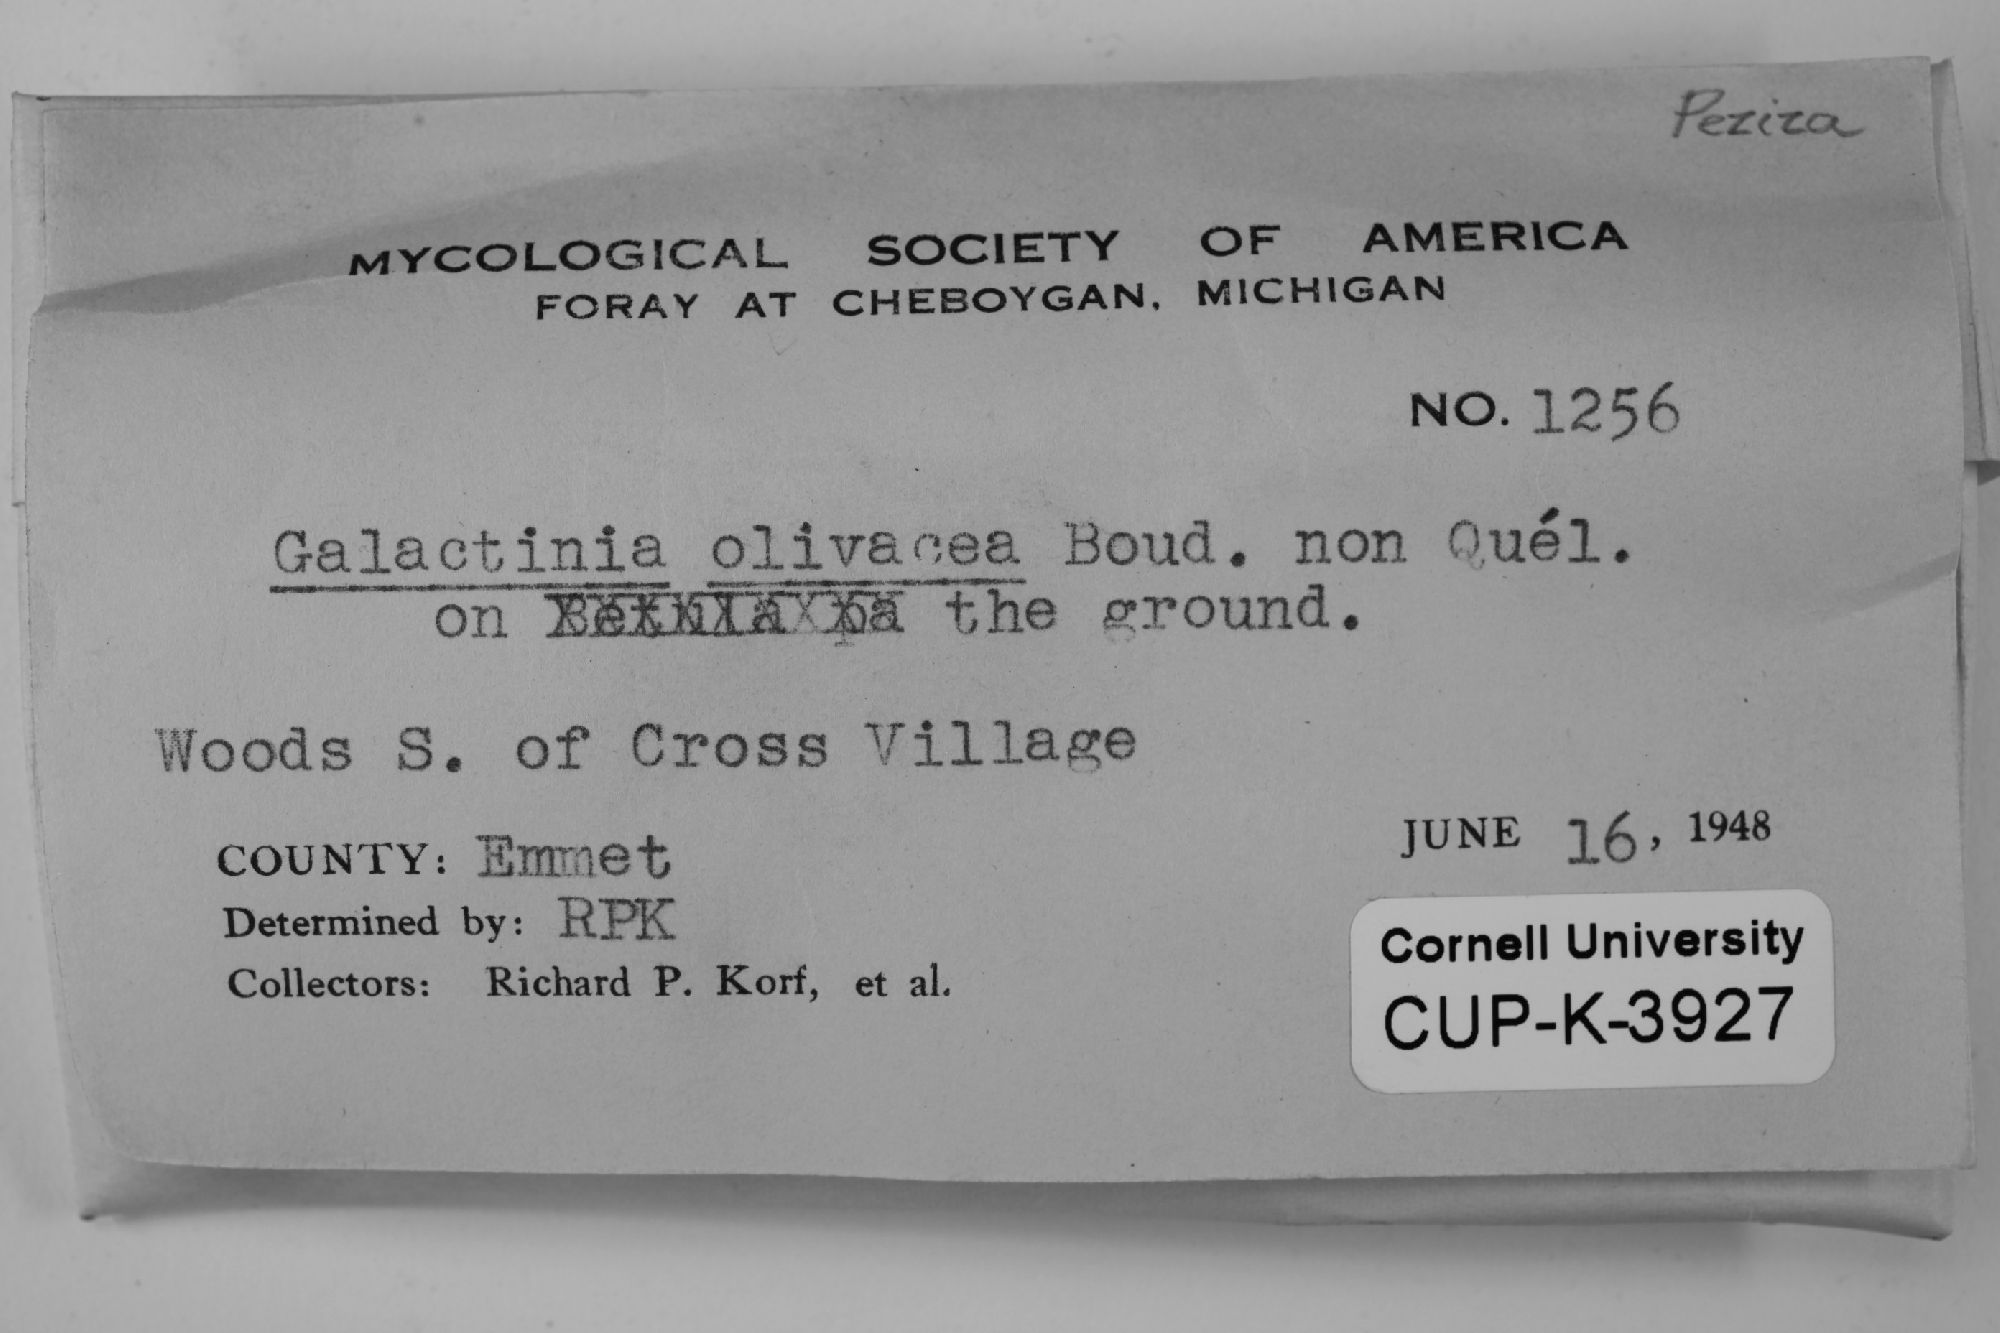 Peziza
MYCOLOGICAL SOCIETY OF AMERICA
FORAY AT CHEBOYGAN, MICHIGAN
NO. 1256
Galactinia olivacea Boud. non Quél.
on the ground.
Woods S. of Cross Village
COUNTY: Emmet
JUNE 16, 1948
Determined by: RPK
Collectors: Richard P. Korf, et al.
Cornell University
CUP-K-3927